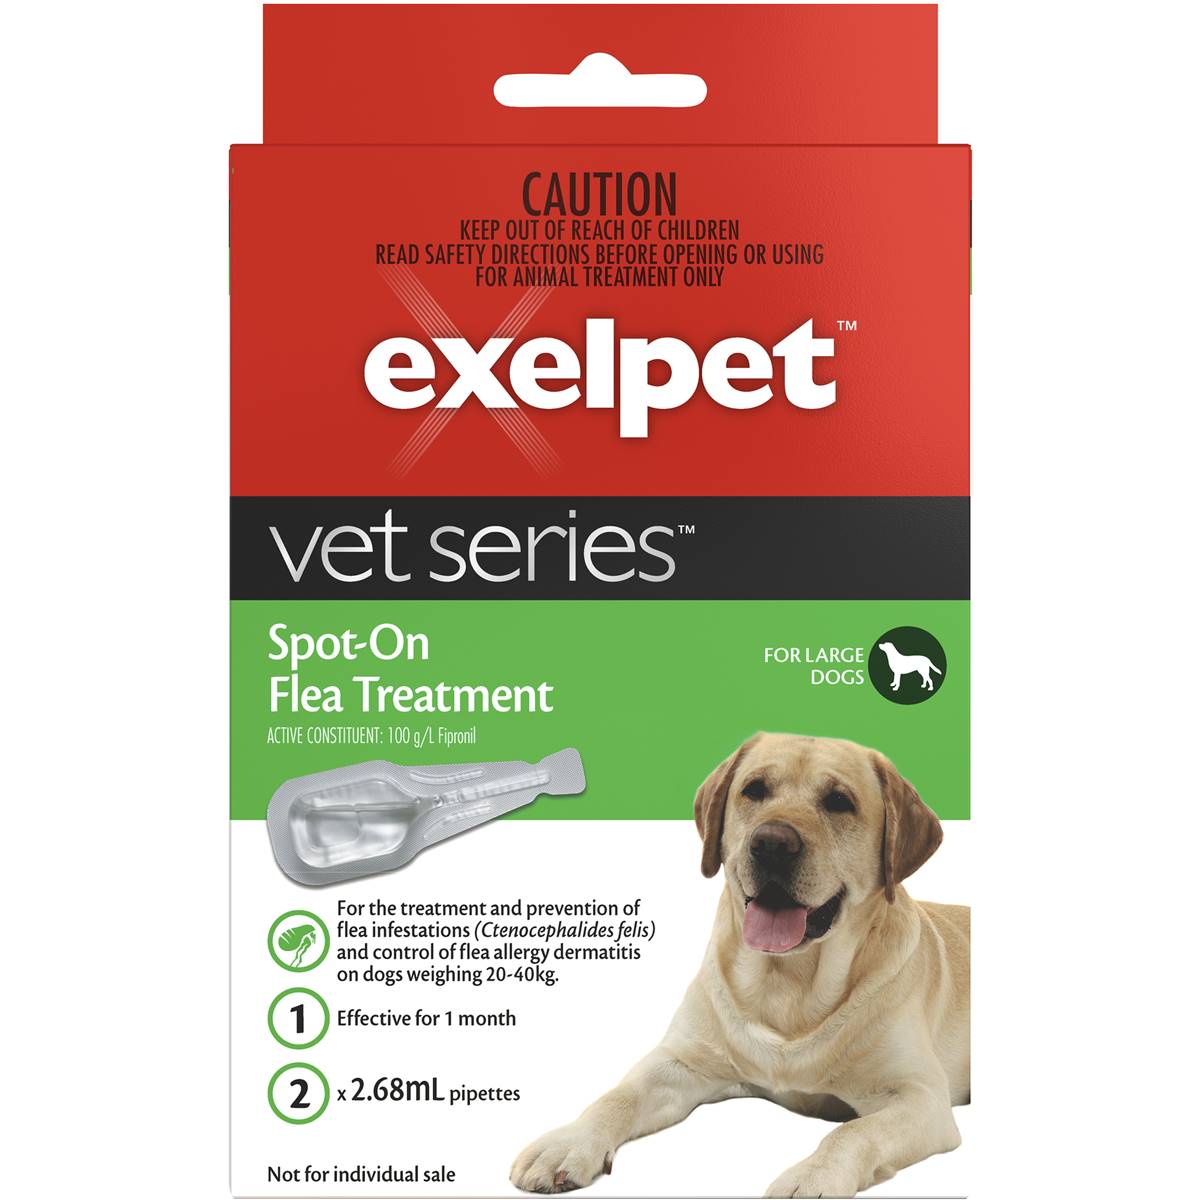 CAUTION
KEEP OUT OF REACH OF CHILDREN
READ SAFETY DIRECTIONS BEFORE OPENING OR USING
FOR ANIMAL TREATMENT ONLY
exelpet™
vet series™
Spot-On
Flea Treatment
ACTIVE CONSTITUENT: 100 g/L Fipronil
FOR LARGE
DOGS
For the treatment and prevention of
flea infestations (Ctenocephalides felis)
and control of flea allergy dermatitis
on dogs weighing 20-40kg.
1 Effective for 1 month
2 x 2.68mL pipettes
Not for individual sale